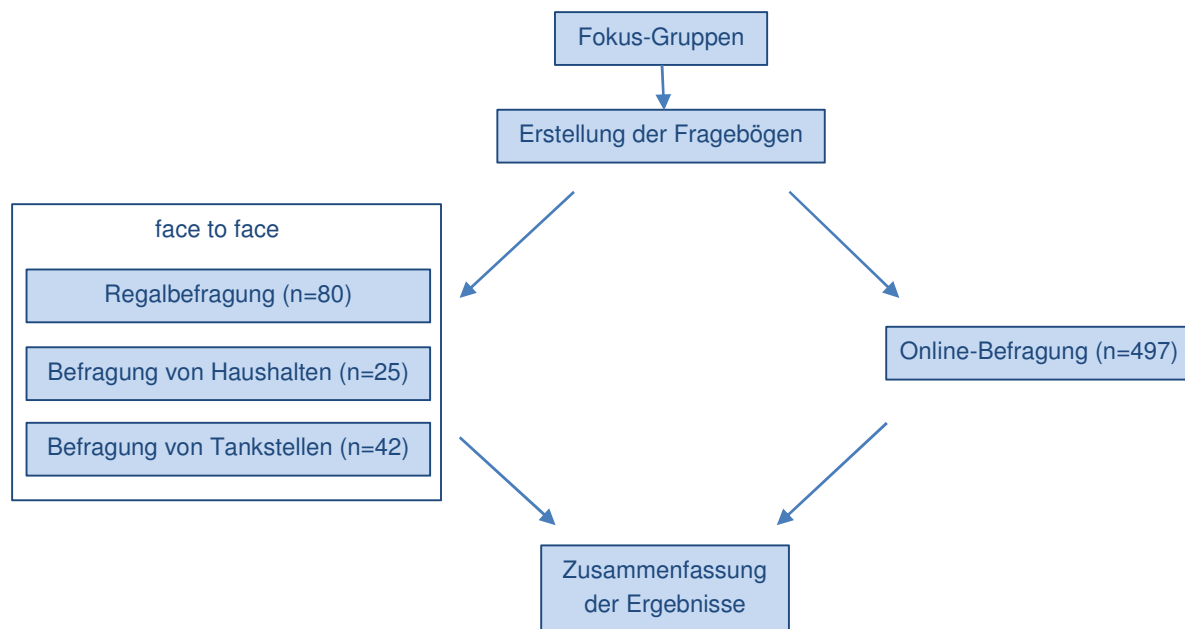 Fokus-Gruppen
Erstellung der Fragebögen
face to face
Regalbefragung (n=80)
Befragung von Haushalten (n=25)
Befragung von Tankstellen (n=42)
Online-Befragung (n=497)
Zusammenfassung
der Ergebnisse